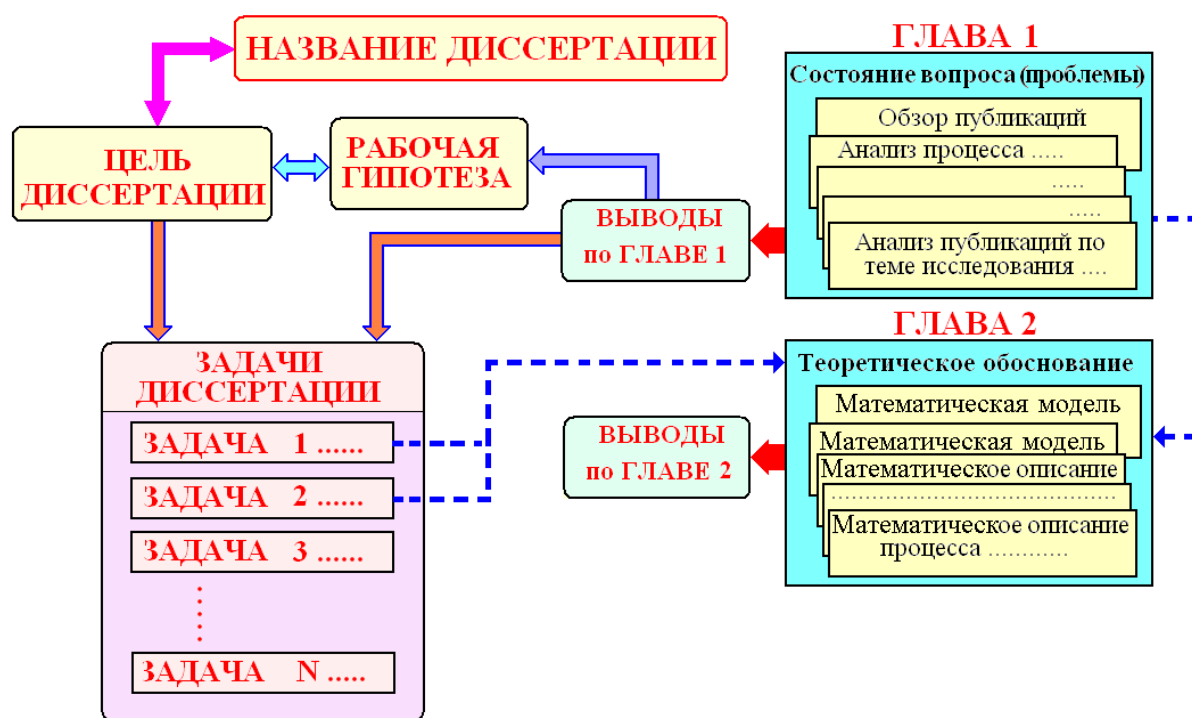 НАЗВАНИЕ ДИССЕРТАЦИИ
ЦЕЛЬ
ДИССЕРТАЦИИ
РАБОЧАЯ
ГИПОТЕЗА
ВЫВОДЫ
по ГЛАВЕ 1
ГЛАВА 1
Состояние вопроса (проблемы)
Обзор публикаций
Анализ процесса .....
.....
.....
Анализ публикаций по
теме исследования ....
ЗАДАЧИ
ДИССЕРТАЦИИ
ЗАДАЧА 1 ......
ЗАДАЧА 2 ......
ЗАДАЧА 3 ......
......
ЗАДАЧА N .....
ВЫВОДЫ
по ГЛАВЕ 2
ГЛАВА 2
Теоретическое обоснование
Математическая модель
Математическая модель
Математическое описание
.......................................
Математическое описание
процесса ............